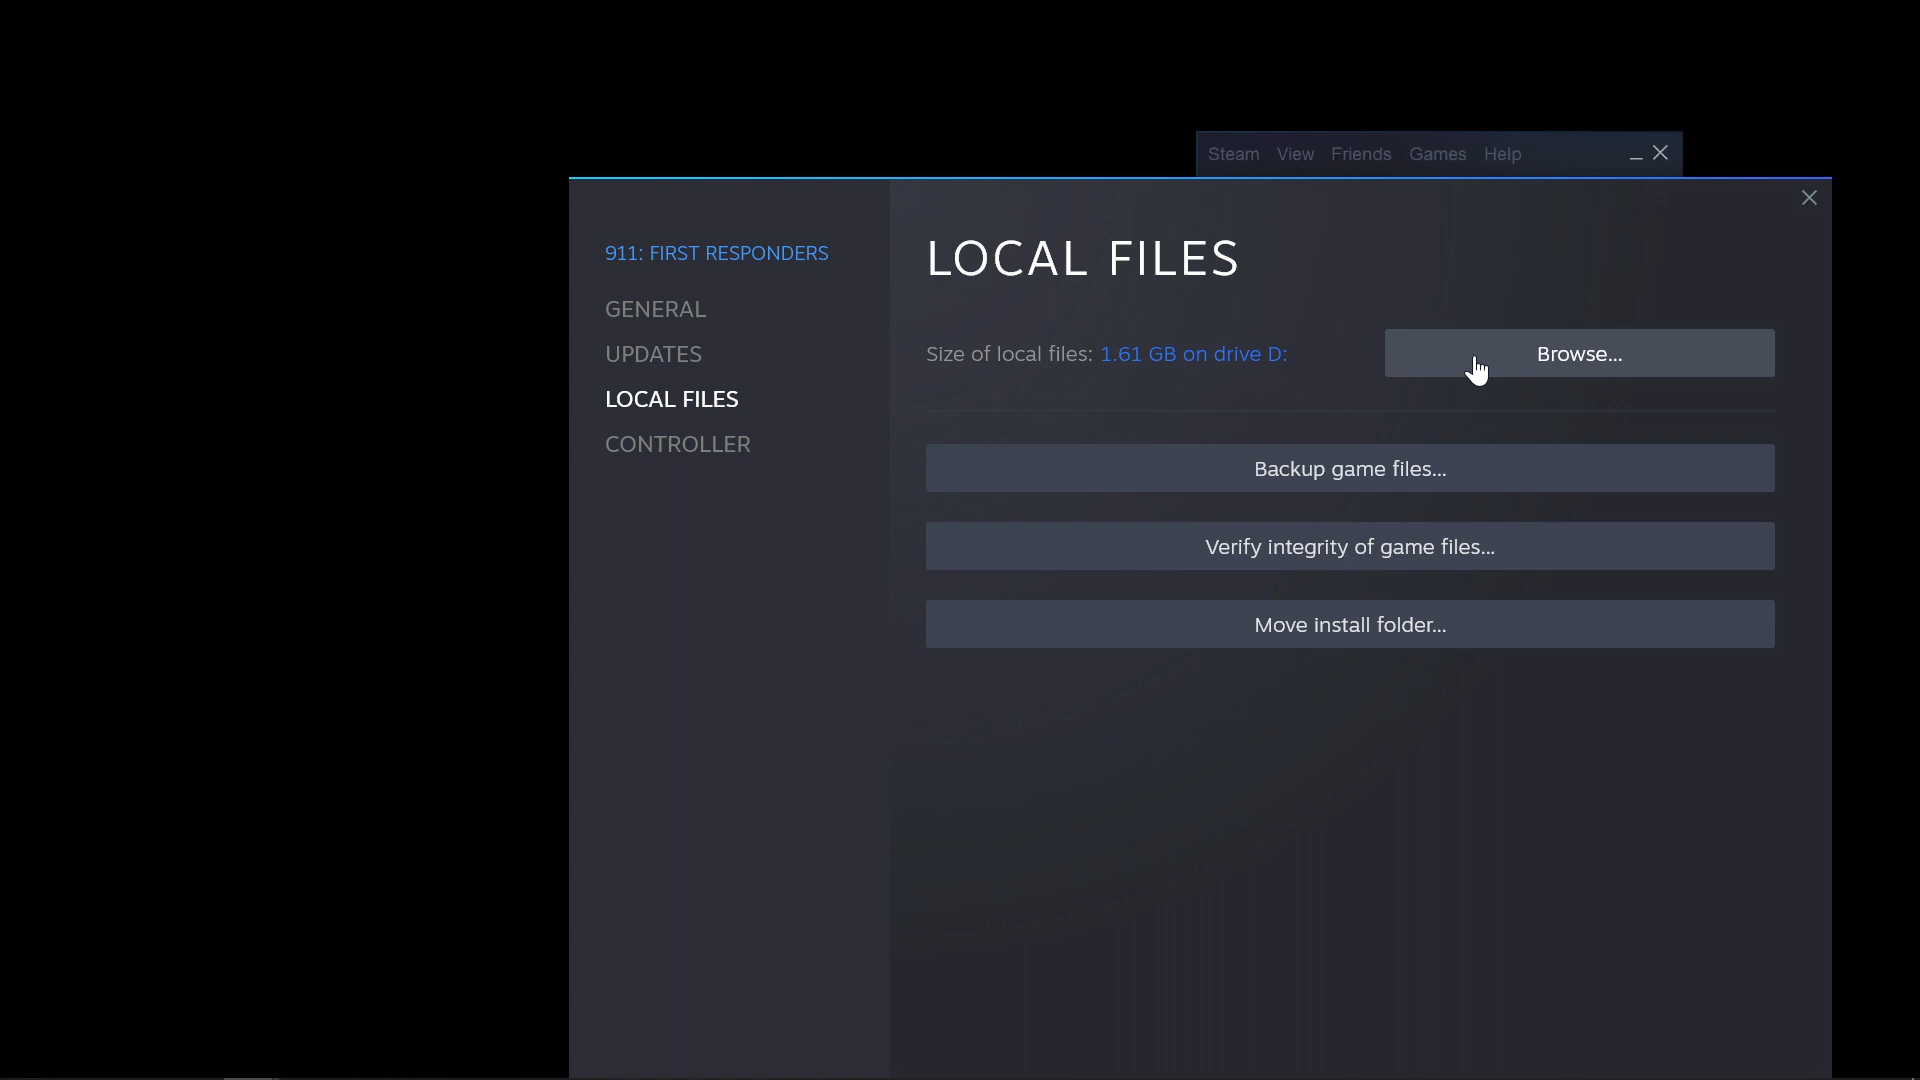 Steam View Friends Games Help
911: FIRST RESPONDERS
GENERAL
UPDATES
LOCAL FILES
CONTROLLER
LOCAL FILES
Size of local files: 1.61 GB on drive D:
Browse...
Backup game files...
Verify integrity of game files...
Move install folder...